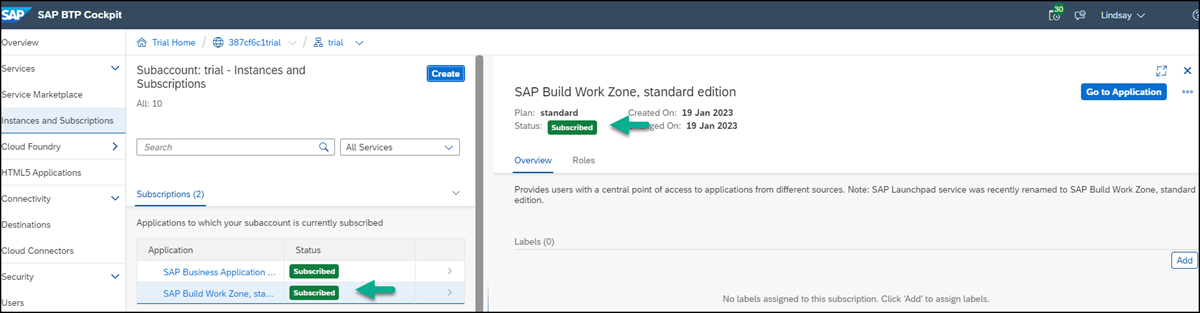 SAP SAP BTP Cockpit
30
Lindsay
Overview
Services
Service Marketplace
Instances and Subscriptions
Cloud Foundry
HTML5 Applications
Connectivity
Destinations
Cloud Connectors
Security
Users
Trial Home / 387cf6c1trial / trial
Subaccount: trial - Instances and
Subscriptions
Create
All: 10
Search
All Services
Subscriptions (2)
Applications to which your subaccount is currently subscribed
Application Status
SAP Business Application ... Subscribed
SAP Build Work Zone, sta... Subscribed
SAP Build Work Zone, standard edition
Go to Application
Plan: standard Created On: 19 Jan 2023
Status: Subscribed nged On: 19 Jan 2023
Overview Roles
Provides users with a central point of access to applications from different sources. Note: SAP Launchpad service was recently renamed to SAP Build Work Zone, standard
edition.
Labels (0)
Add
No labels assigned to this subscription. Click 'Add' to assign labels.